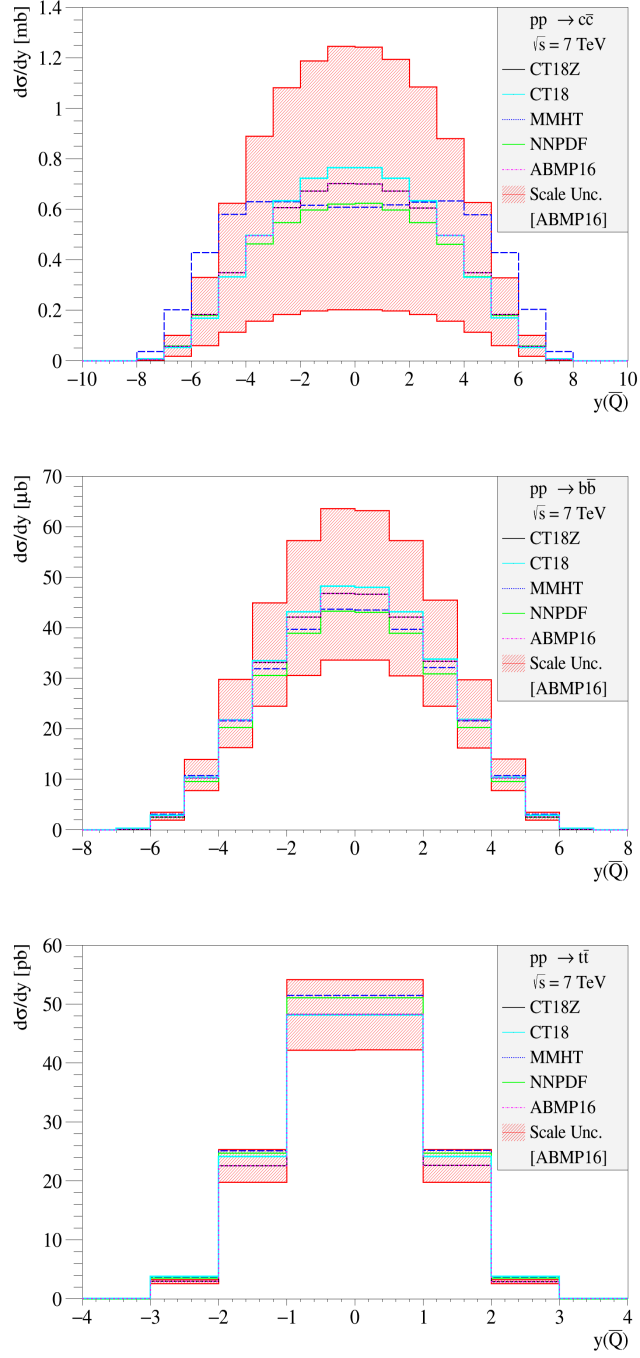 dσ/dy [mb]
1.4
1.2
1.0
0.8
0.6
0.4
0.2
0
−10 −8 −6 −4 −2 0 2 4 6 8 10
y(Q̅)
pp → cc̅
√s = 7 TeV
CT18Z
CT18
MMHT
NNPDF
ABMP16
Scale Unc.
[ABMP16]
dσ/dy [μb]
70
60
50
40
30
20
10
0
−8 −6 −4 −2 0 2 4 6 8
y(Q̅)
pp → bb̅
√s = 7 TeV
CT18Z
CT18
MMHT
NNPDF
ABMP16
Scale Unc.
[ABMP16]
dσ/dy [pb]
60
50
40
30
20
10
0
−4 −3 −2 −1 0 1 2 3 4
y(Q̅)
pp → tt̅
√s = 7 TeV
CT18Z
CT18
MMHT
NNPDF
ABMP16
Scale Unc.
[ABMP16]